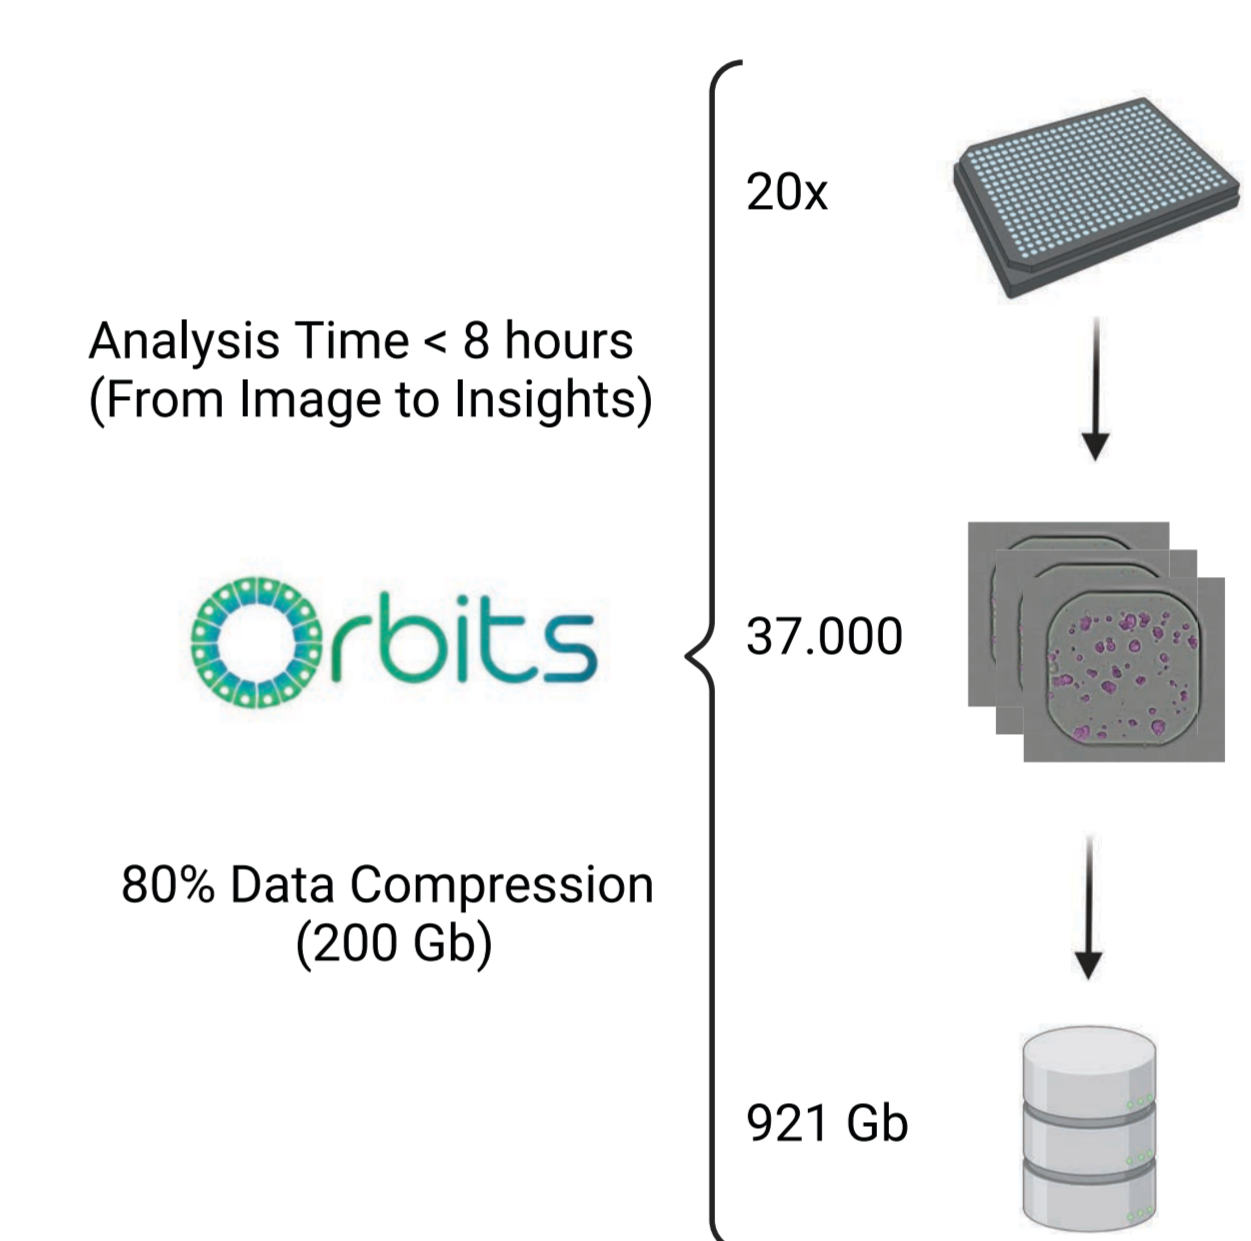 20x
Analysis Time < 8 hours
(From Image to Insights)
Orbits
37.000
80% Data Compression
(200 Gb)
921 Gb